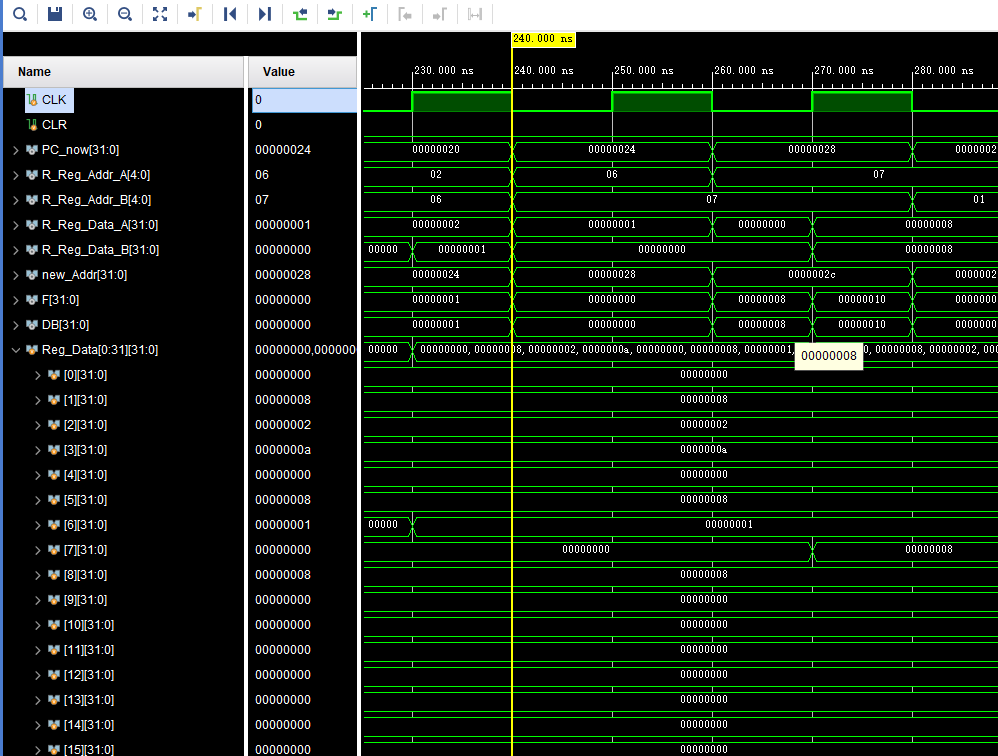 240.000 ns
Name Value 230.000 ns 240.000 ns 250.000 ns 260.000 ns 270.000 ns 280.000 ns
CLK 0
CLR 0
PC_now[31:0] 00000024 00000020 00000024 00000028 0000002
R_Reg_Addr_A[4:0] 06 02 06 07
R_Reg_Addr_B[4:0] 07 06 07 01
R_Reg_Data_A[31:0] 00000001 00000002 00000001 00000000 00000008
R_Reg_Data_B[31:0] 00000000 00000 00000001 00000000 00000008
new_Addr[31:0] 00000028 00000024 00000028 0000002c 0000002
F[31:0] 00000000 00000001 00000000 00000008 00000010 0000000
DB[31:0] 00000000 00000001 00000000 00000008 00000010 0000000
Reg_Data[0:31][31:0] 00000000,000000 00000 00000000,00000008,00000002,0000000a,00000000,00000008,00000001, 0,00000008,00000002,000
00000008
[0][31:0] 00000000 00000000
[1][31:0] 00000008 00000008
[2][31:0] 00000002 00000002
[3][31:0] 0000000a 0000000a
[4][31:0] 00000000 00000000
[5][31:0] 00000008 00000008
[6][31:0] 00000001 00000 00000001
[7][31:0] 00000000 00000000 00000008
[8][31:0] 00000008 00000008
[9][31:0] 00000000 00000000
[10][31:0] 00000000 00000000
[11][31:0] 00000000 00000000
[12][31:0] 00000000 00000000
[13][31:0] 00000000 00000000
[14][31:0] 00000000 00000000
[15][31:0] 00000000 00000000